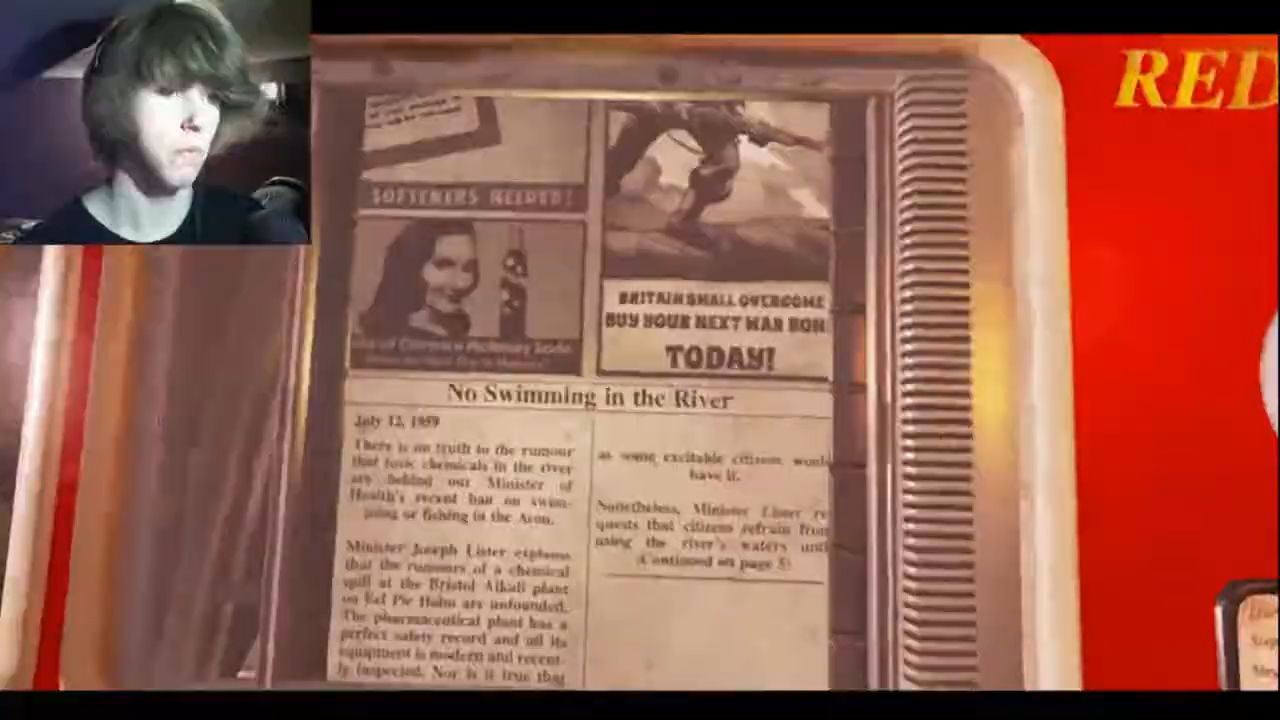 RED
SOFTENERS NEEDED!
BRITAIN SHALL OVERCOME
BUY YOUR NEXT WAR BON
TODAY!
No Swimming in the River
July 12, 1959
There is no truth to the rumour
that toxic chemicals in the river
are behind our Minister of
Health's recent ban on swim-
ming or fishing in the Avon.
Minister Joseph Lister explains
that the rumours of a chemical
spill at the Bristol Alkali plant
on Eel Pie Holm are unfounded.
The pharmaceutical plant has a
perfect safety record and all its
equipment is modern and recent-
ly inspected. Nor is it true that
as some excitable citizens would
have it.
Nonetheless, Minister Lister re
quests that citizens refrain from
using the river's waters until
(Continued on page 5)